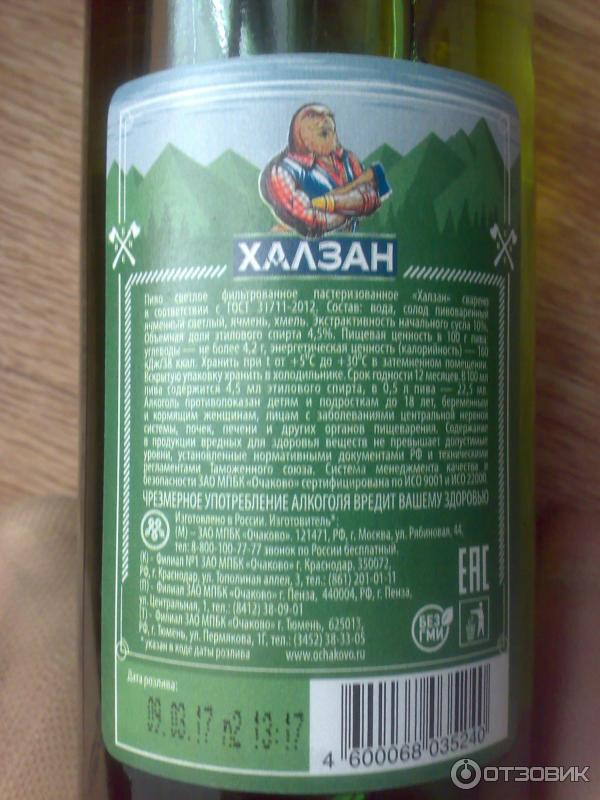 ХАЛЗАН
Пиво светлое фильтрованное пастеризованное «Халзан» сварено
в соответствии с ГОСТ 31711-2012. Состав: вода, солод пивоваренный
ячменный светлый, ячмень, хмель. Экстрактивность начального сусла 10%.
Объемная доля этилового спирта 4,5%. Пищевая ценность в 100 г пива:
углеводы — не более 4,2 г, энергетическая ценность (калорийность) — 160
кДж/38 ккал. Хранить при t от +5°С до +30°С в затемненном помещении.
Вскрытую упаковку хранить в холодильнике. Срок годности 12 месяцев. В 100 мл
пива содержится 4,5 мл этилового спирта, в 0,5 л пива — 22,5 мл.
Алкоголь противопоказан детям и подросткам до 18 лет, беременным
и кормящим женщинам, лицам с заболеваниями центральной нервной
системы, почек, печени и других органов пищеварения. Содержание
в продукции вредных для здоровья веществ не превышает допустимые
уровни, установленные нормативными документами РФ и техническими
регламентами Таможенного союза. Система менеджмента качества и
безопасности ЗАО МПБК «Очаково» сертифицирована по ИСО 9001 и ИСО 22000.
ЧРЕЗМЕРНОЕ УПОТРЕБЛЕНИЕ АЛКОГОЛЯ ВРЕДИТ ВАШЕМУ ЗДОРОВЬЮ
Изготовлено в России. Изготовитель*:
(М) – ЗАО МПБК «Очаково». 121471, РФ, г. Москва, ул. Рябиновая, 44,
тел: 8-800-100-77-77 звонок по России бесплатный.
(К) – Филиал №1 ЗАО МПБК «Очаково» г. Краснодар, 350072,
РФ, г. Краснодар, ул. Тополиная аллея, 3, тел.: (861) 201-01-11
(П) – Филиал ЗАО МПБК «Очаково» г. Пенза, 440004, РФ, г. Пенза,
ул. Центральная, 1, тел.: (8412) 38-09-01
(Т) – Филиал ЗАО МПБК «Очаково» г. Тюмень, 625013,
РФ, г. Тюмень, ул. Пермякова, 1Г, тел.: (3452) 38-33-05
* указан в коде даты розлива www.ochakovo.ru
EAC
БЕЗ
ГМИ
Дата розлива:
09.08.17 п2 13:17
4 600068 035240
ОТЗОВИК